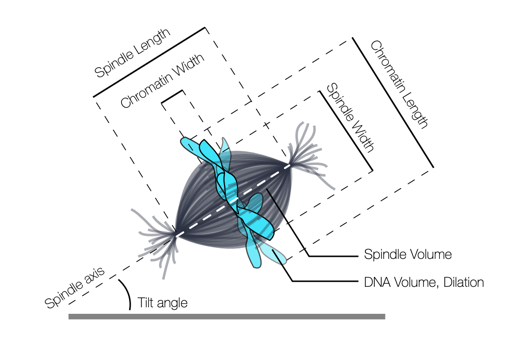 Spindle Length
Chromatin Width
Chromatin Length
Spindle Width
Spindle Volume
DNA Volume, Dilation
Spindle axis
Tilt angle